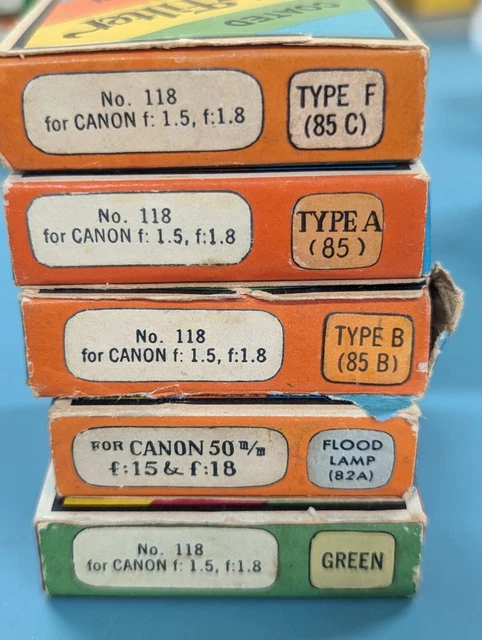 COATED
Filter
No. 118
for CANON f: 1.5, f:1.8
TYPE F
(85 C)
No. 118
for CANON f: 1.5, f:1.8
TYPE A
(85)
No. 118
for CANON f: 1.5, f:1.8
TYPE B
(85 B)
FOR CANON 50 m/m
f:15 & f:18
FLOOD
LAMP
(82A)
No. 118
for CANON f: 1.5, f:1.8
GREEN